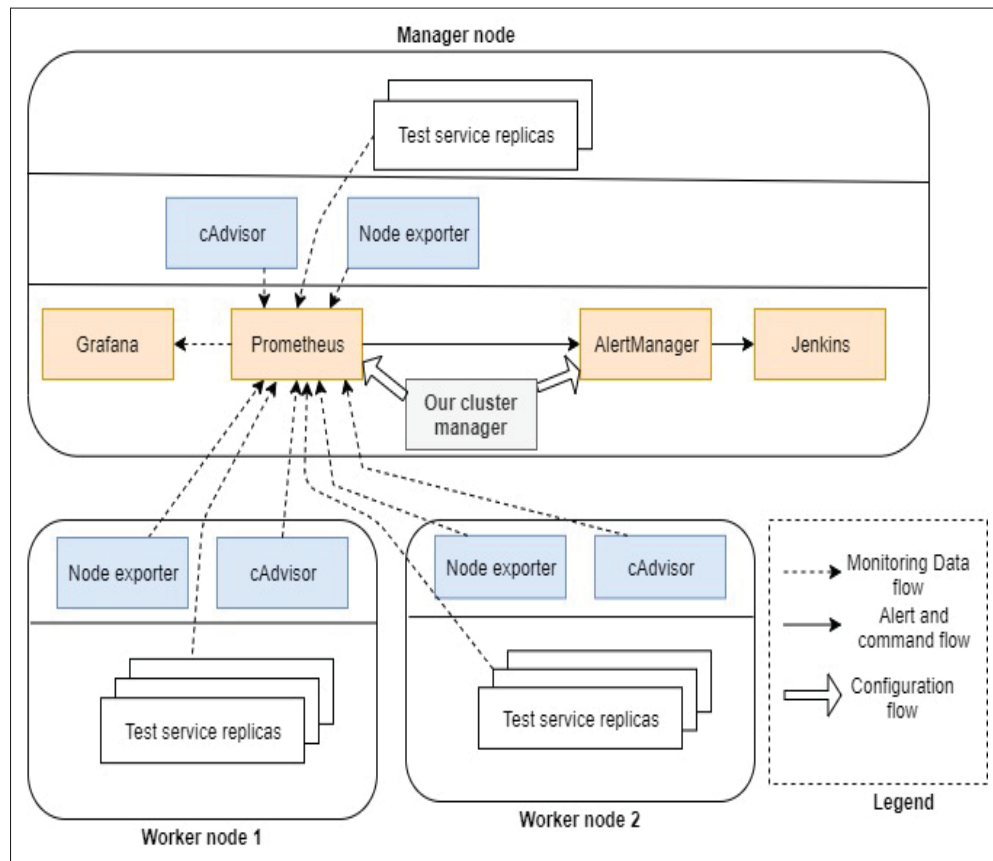 Manager node
Test service replicas
cAdvisor
Node exporter
Grafana
Prometheus
AlertManager
Jenkins
Our cluster
manager
Node exporter
cAdvisor
Test service replicas
Worker node 1
Node exporter
cAdvisor
Test service replicas
Worker node 2
Monitoring Data
flow
Alert and
command flow
Configuration
flow
Legend